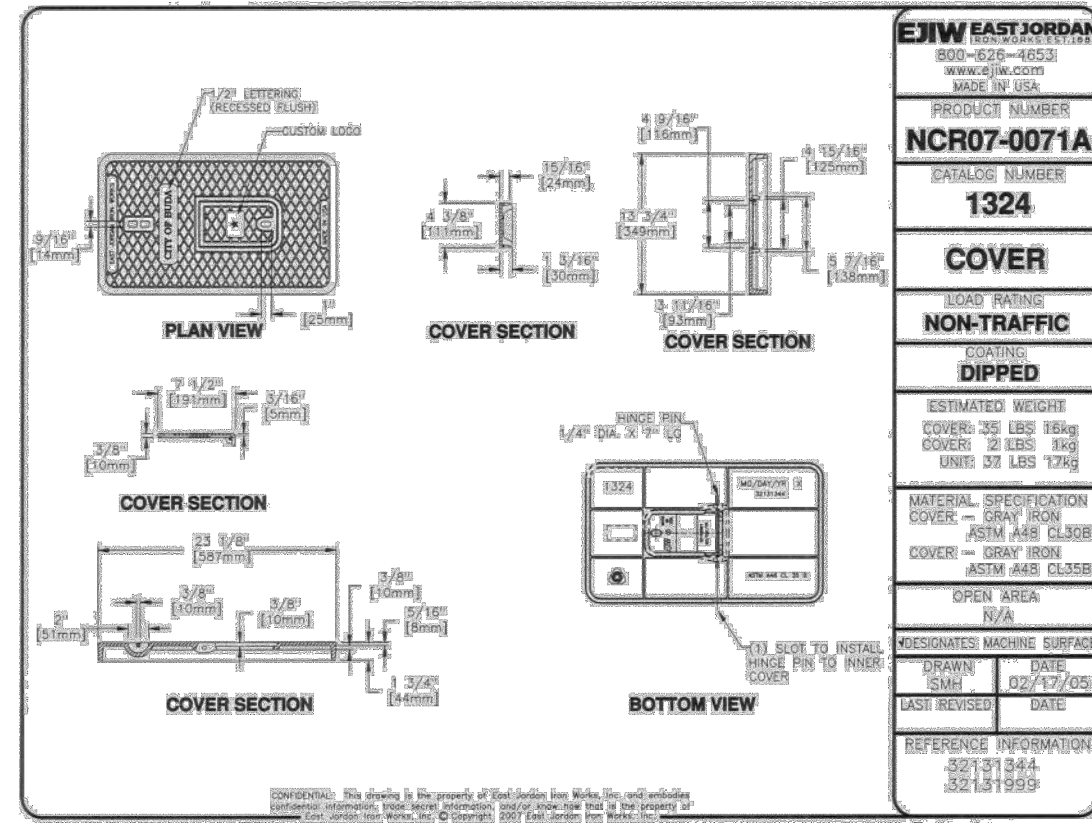 1/2" LETTERING
(RECESSED FLUSH)
CUSTOM LOGO
EAST JORDAN IRON WORKS
CITY OF BUDA
MADE IN USA
9/16"
[14mm]
1"
[25mm]
PLAN VIEW
15/16"
[24mm]
4 3/8"
[111mm]
1 3/16"
[30mm]
COVER SECTION
4 9/16"
[116mm]
4 15/16"
[125mm]
13 3/4"
[349mm]
5 7/16"
[138mm]
3 11/16"
[93mm]
COVER SECTION
7 1/2"
[191mm]
3/16"
[5mm]
3/8"
[10mm]
COVER SECTION
23 1/8"
[587mm]
3/8"
[10mm]
3/8"
[10mm]
3/8"
[10mm]
5/16"
[8mm]
2"
[51mm]
1 3/4"
[44mm]
COVER SECTION
HINGE PIN
1/4" DIA. X 7" LG
1324
MO/DAY/YR X
32131344
ASTM A48 CL 30 B
(1) SLOT TO INSTALL
HINGE PIN TO INNER
COVER
BOTTOM VIEW
CONFIDENTIAL: This drawing is the property of East Jordan Iron Works, Inc. and embodies
confidential information, trade secret information, and/or know how that is the property of
East Jordan Iron Works, Inc. © Copyright 2007 East Jordan Iron Works, Inc.
EJIW EAST JORDAN
IRON WORKS EST. 188
800-626-4653
www.ejiw.com
MADE IN USA
PRODUCT NUMBER
NCR07-0071A
CATALOG NUMBER
1324
COVER
LOAD RATING
NON-TRAFFIC
COATING
DIPPED
ESTIMATED WEIGHT
COVER: 35 LBS 16kg
COVER: 2 LBS 1kg
UNIT: 37 LBS 17kg
MATERIAL SPECIFICATION
COVER - GRAY IRON
ASTM A48 CL30B
COVER - GRAY IRON
ASTM A48 CL35B
OPEN AREA
N/A
DESIGNATES MACHINE SURFACE
DRAWN
SMH
DATE
02/17/05
LAST REVISED
DATE
REFERENCE INFORMATION
32131344
32131999